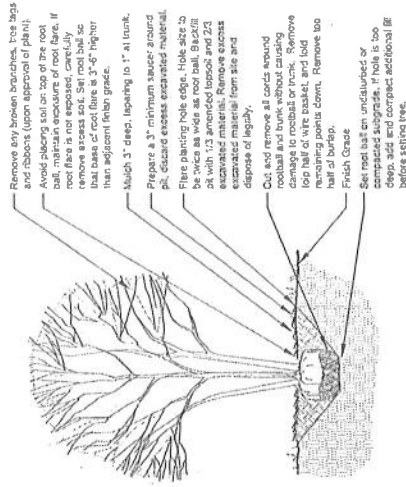 Remove any broken branches, tree tags
and ribbons (upon approval of plant).
Avoid placing soil on top of the root
ball, maintain exposure of root flare. If
root flare is not exposed, carefully
remove excess soil. Set root ball so
that base of root flare is 3"-6" higher
than adjacent finish grade.
Mulch 3" deep, tapering to 1" at trunk.
Prepare a 3" minimum saucer around
pit, discard excess excavated material.
Flare planting hole edge. Hole size to
be twice as wide as root ball. Backfill
pit with 1/3 amended topsoil and 2/3
excavated material. Remove excess
excavated material from site and
dispose of legally.
Cut and remove all cords around
rootball and trunk without causing
damage to rootball or trunk. Remove
top half of wire basket, and fold
remaining points down. Remove top
half of burlap.
Finish Grade
Set root ball on undisturbed or
compacted subgrade. If hole is too
deep, add and compact additional fill
before setting tree.